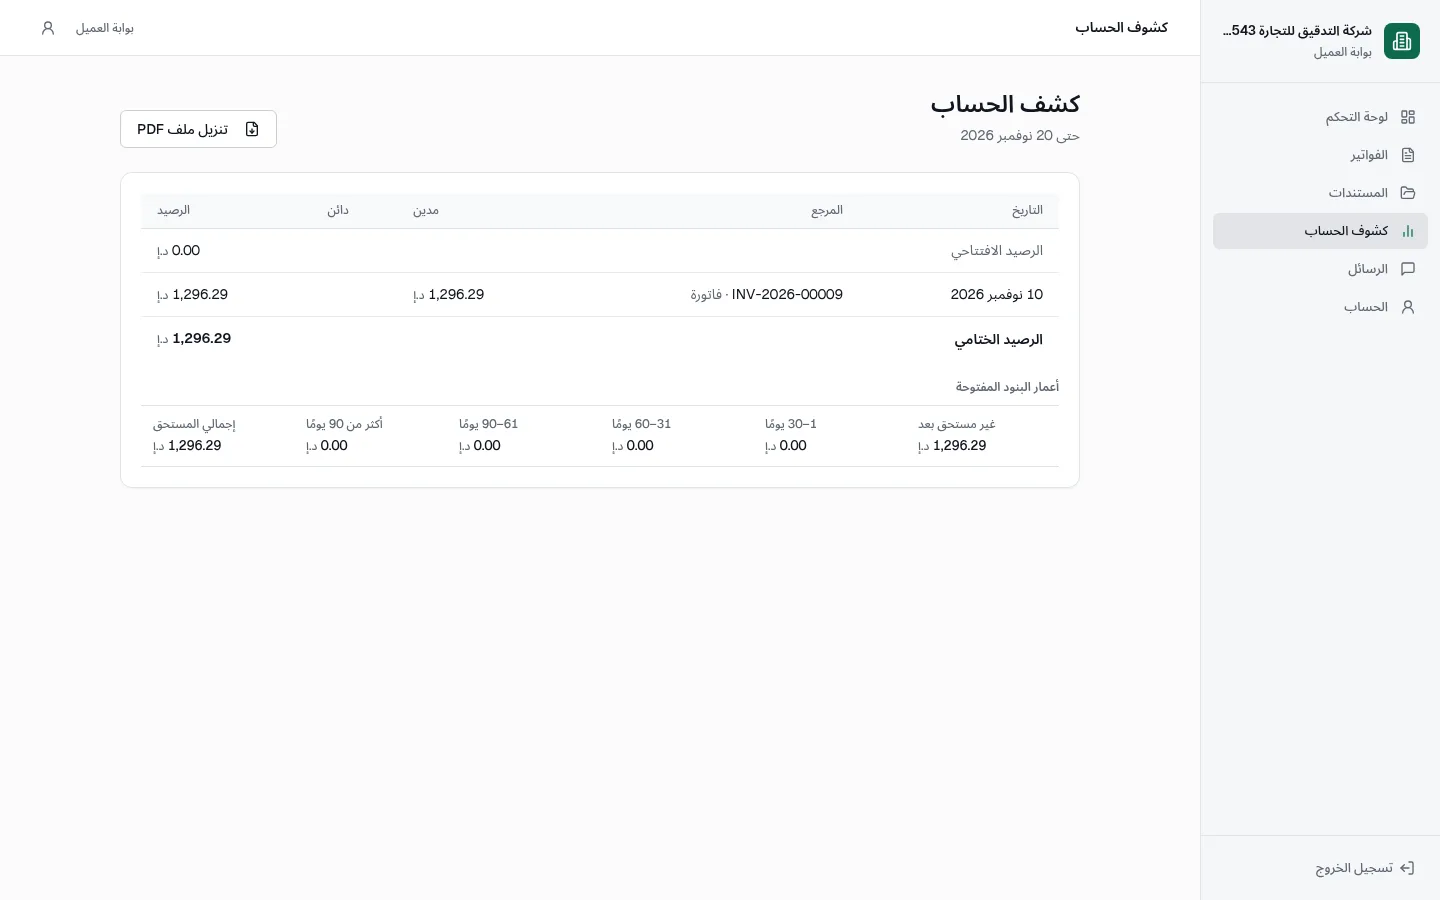 شركة التدقيق للتجارة 543...
بوابة العميل
لوحة التحكم
الفواتير
المستندات
كشوف الحساب
الرسائل
الحساب
تسجيل الخروج
كشوف الحساب
بوابة العميل
كشف الحساب
حتى 20 نوفمبر 2026
تنزيل ملف PDF
التاريخ المرجع مدين دائن الرصيد
الرصيد الافتتاحي 0.00 د.إ
10 نوفمبر 2026 INV-2026-00009 · فاتورة 1,296.29 د.إ 1,296.29 د.إ
الرصيد الختامي 1,296.29 د.إ
أعمار البنود المفتوحة
غير مستحق بعد 1–30 يومًا 31–60 يومًا 61–90 يومًا أكثر من 90 يومًا إجمالي المستحق
1,296.29 د.إ 0.00 د.إ 0.00 د.إ 0.00 د.إ 0.00 د.إ 1,296.29 د.إ